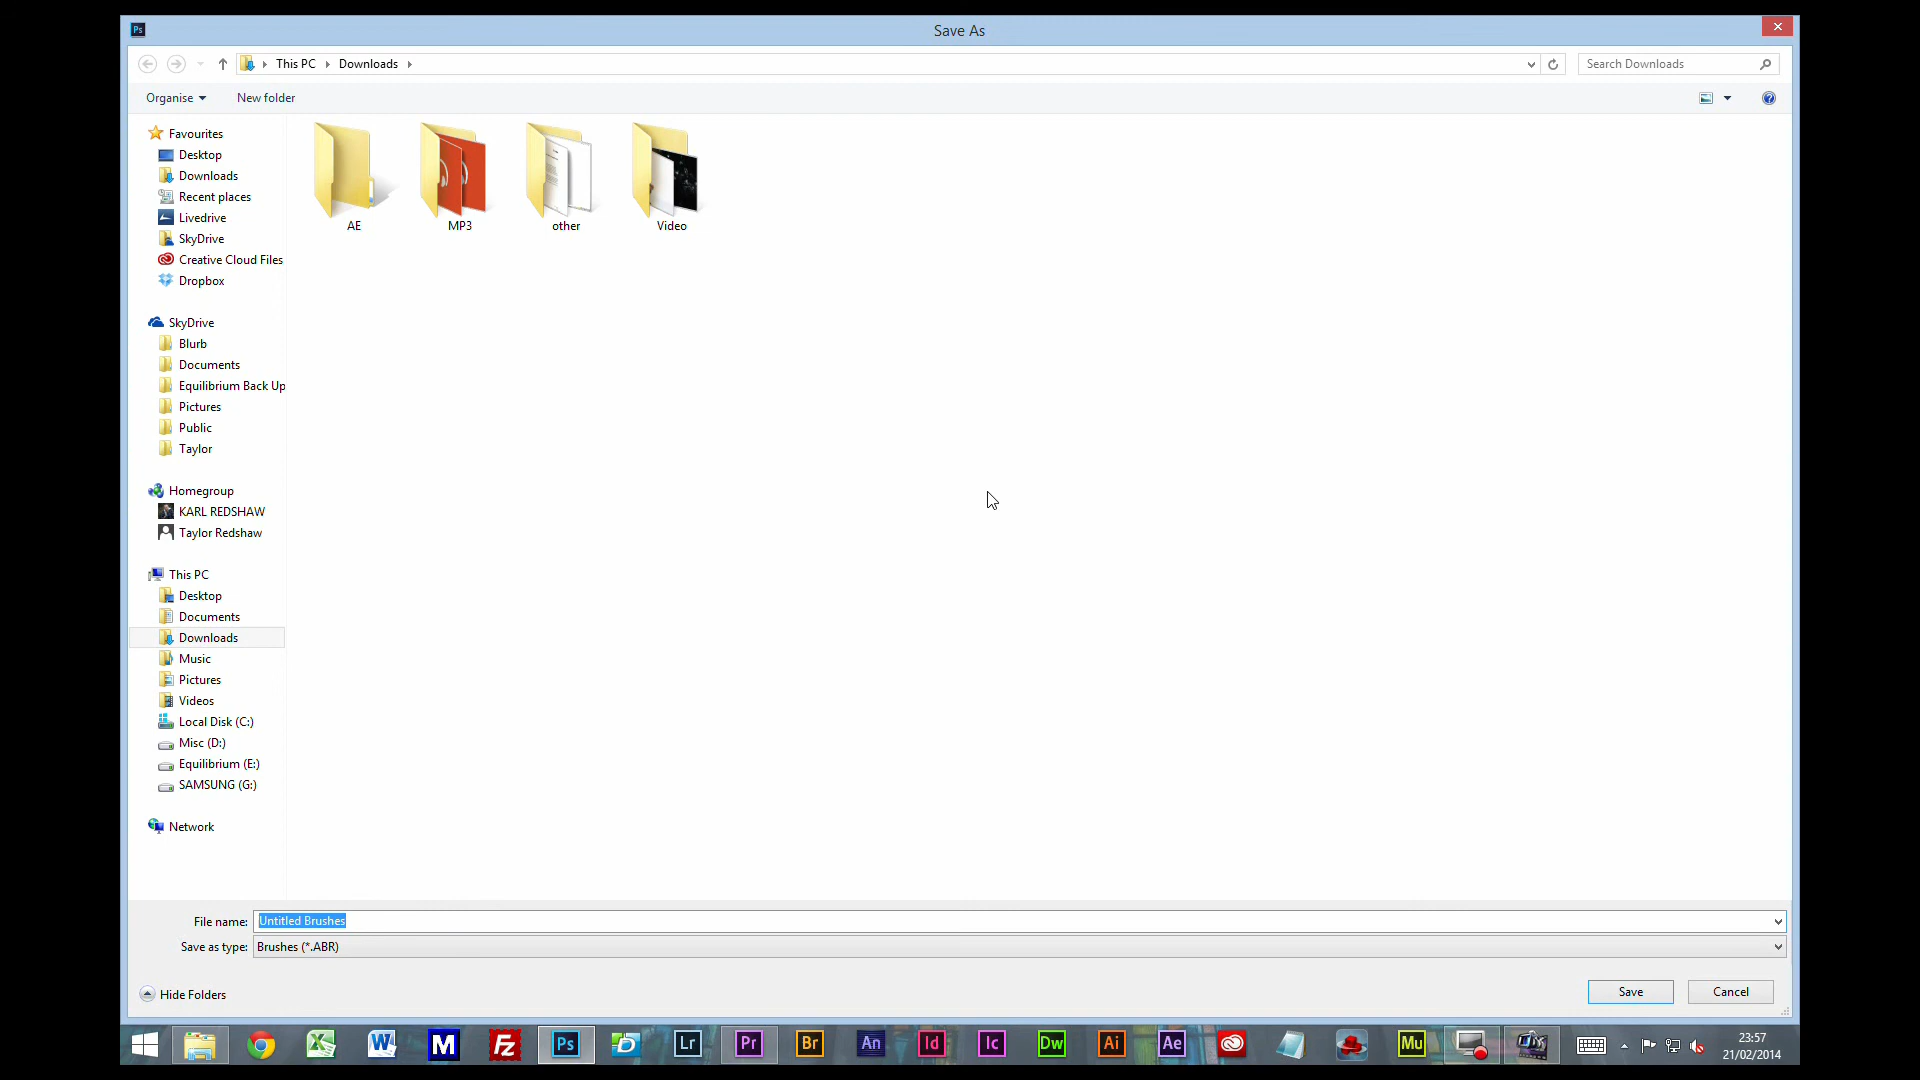 Ps
Save As
This PC
Downloads
Search Downloads
Organise
New folder
Favourites
Desktop
Downloads
Recent places
Livedrive
SkyDrive
Creative Cloud Files
Dropbox
SkyDrive
Blurb
Documents
Equilibrium Back Up
Pictures
Public
Taylor
Homegroup
KARL REDSHAW
Taylor Redshaw
This PC
Desktop
Documents
Downloads
Music
Pictures
Videos
Local Disk (C:)
Misc (D:)
Equilibrium (E:)
SAMSUNG (G:)
Network
AE
MP3
other
Video
File name:
Untitled Brushes
Save as type:
Brushes (*.ABR)
Hide Folders
Save
Cancel
M
Fz
Ps
Lr
Pr
Br
An
Id
Ic
Dw
Ai
Ae
Mu
23:57
21/02/2014